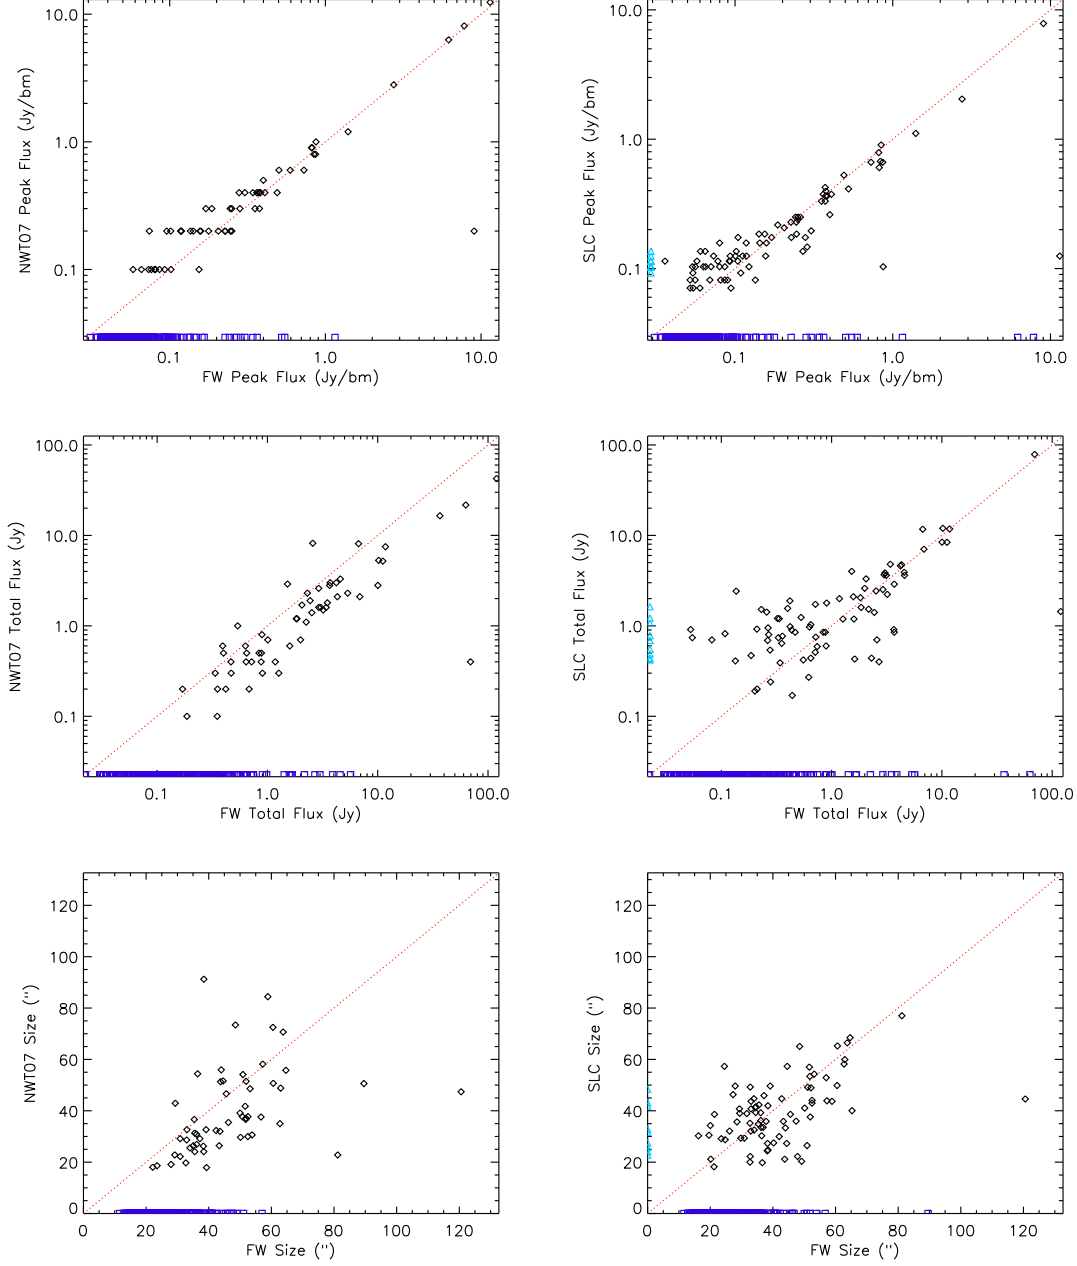 10.0
1.0
0.1
NWT07 Peak Flux (Jy/bm)
0.1 1.0 10.0
FW Peak Flux (Jy/bm)
10.0
1.0
0.1
SLC Peak Flux (Jy/bm)
0.1 1.0 10.0
FW Peak Flux (Jy/bm)
100.0
10.0
1.0
0.1
NWT07 Total Flux (Jy)
0.1 1.0 10.0 100.0
FW Total Flux (Jy)
100.0
10.0
1.0
0.1
SLC Total Flux (Jy)
0.1 1.0 10.0 100.0
FW Total Flux (Jy)
120
100
80
60
40
20
0
NWT07 Size (")
0 20 40 60 80 100 120
FW Size (")
120
100
80
60
40
20
0
SLC Size (")
0 20 40 60 80 100 120
FW Size (")